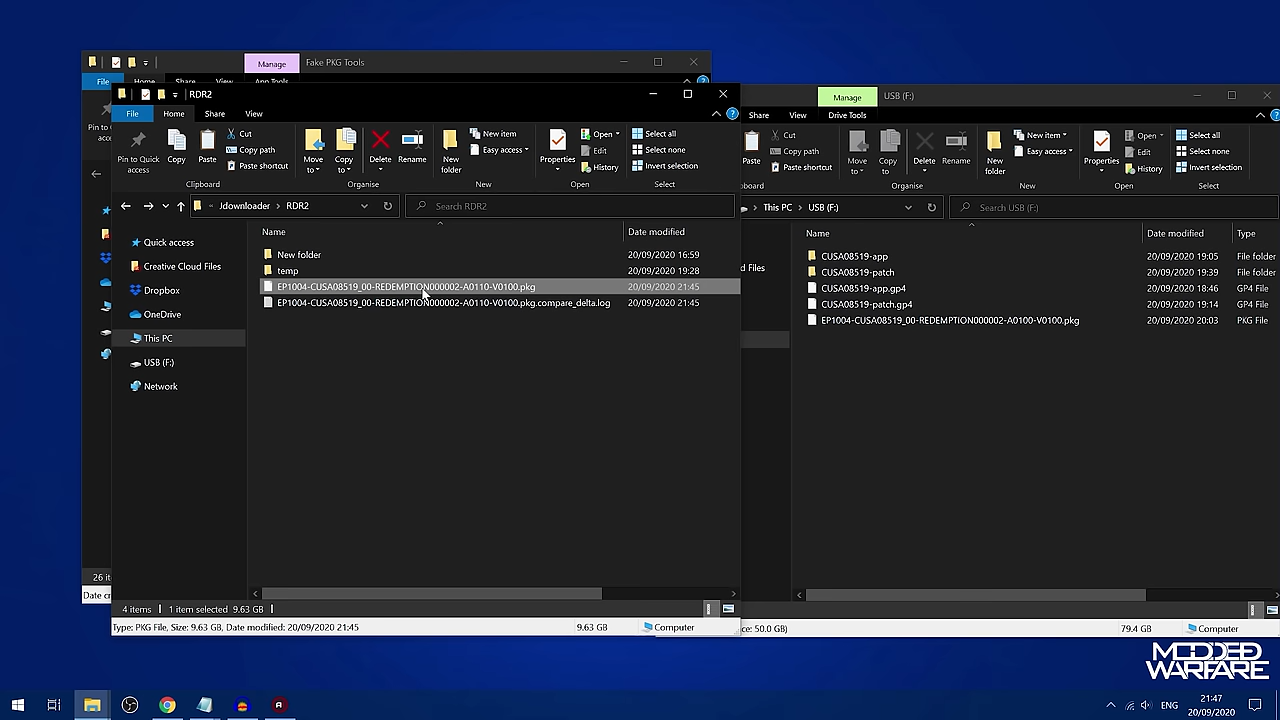 Manage Fake PKG Tools
File Home Share View App Tools
RDR2
File Home Share View
Pin to Quick access
Copy
Paste
Cut
Copy path
Paste shortcut
Clipboard
Move to
Copy to
Delete
Rename
Organise
New folder
New item
Easy access
New
Properties
Open
Edit
History
Open
Select all
Select none
Invert selection
Select
« Jdownloader › RDR2
Search RDR2
Name Date modified
Quick access
Creative Cloud Files
Dropbox
OneDrive
This PC
USB (F:)
Network
New folder 20/09/2020 16:59
temp 20/09/2020 19:28
EP1004-CUSA08519_00-REDEMPTION000002-A0110-V0100.pkg 20/09/2020 21:45
EP1004-CUSA08519_00-REDEMPTION000002-A0110-V0100.pkg.compare_delta.log 20/09/2020 21:45
4 items 1 item selected 9.63 GB
Type: PKG File, Size: 9.63 GB, Date modified: 20/09/2020 21:45 9.63 GB Computer
Manage USB (F:)
Share View Drive Tools
Paste
Cut
Copy path
Paste shortcut
Move to
Copy to
Delete
Rename
Organise
New folder
New item
Easy access
New
Properties
Open
Edit
History
Open
Select all
Select none
Invert selection
Select
This PC › USB (F:)
Search USB (F:)
Name Date modified Type
CUSA08519-app 20/09/2020 19:05 File folder
CUSA08519-patch 20/09/2020 19:39 File folder
CUSA08519-app.gp4 20/09/2020 18:46 GP4 File
CUSA08519-patch.gp4 20/09/2020 19:14 GP4 File
EP1004-CUSA08519_00-REDEMPTION000002-A0100-V0100.pkg 20/09/2020 20:03 PKG File
79.4 GB Computer
MODDED
WARFARE
ENG
21:47
20/09/2020